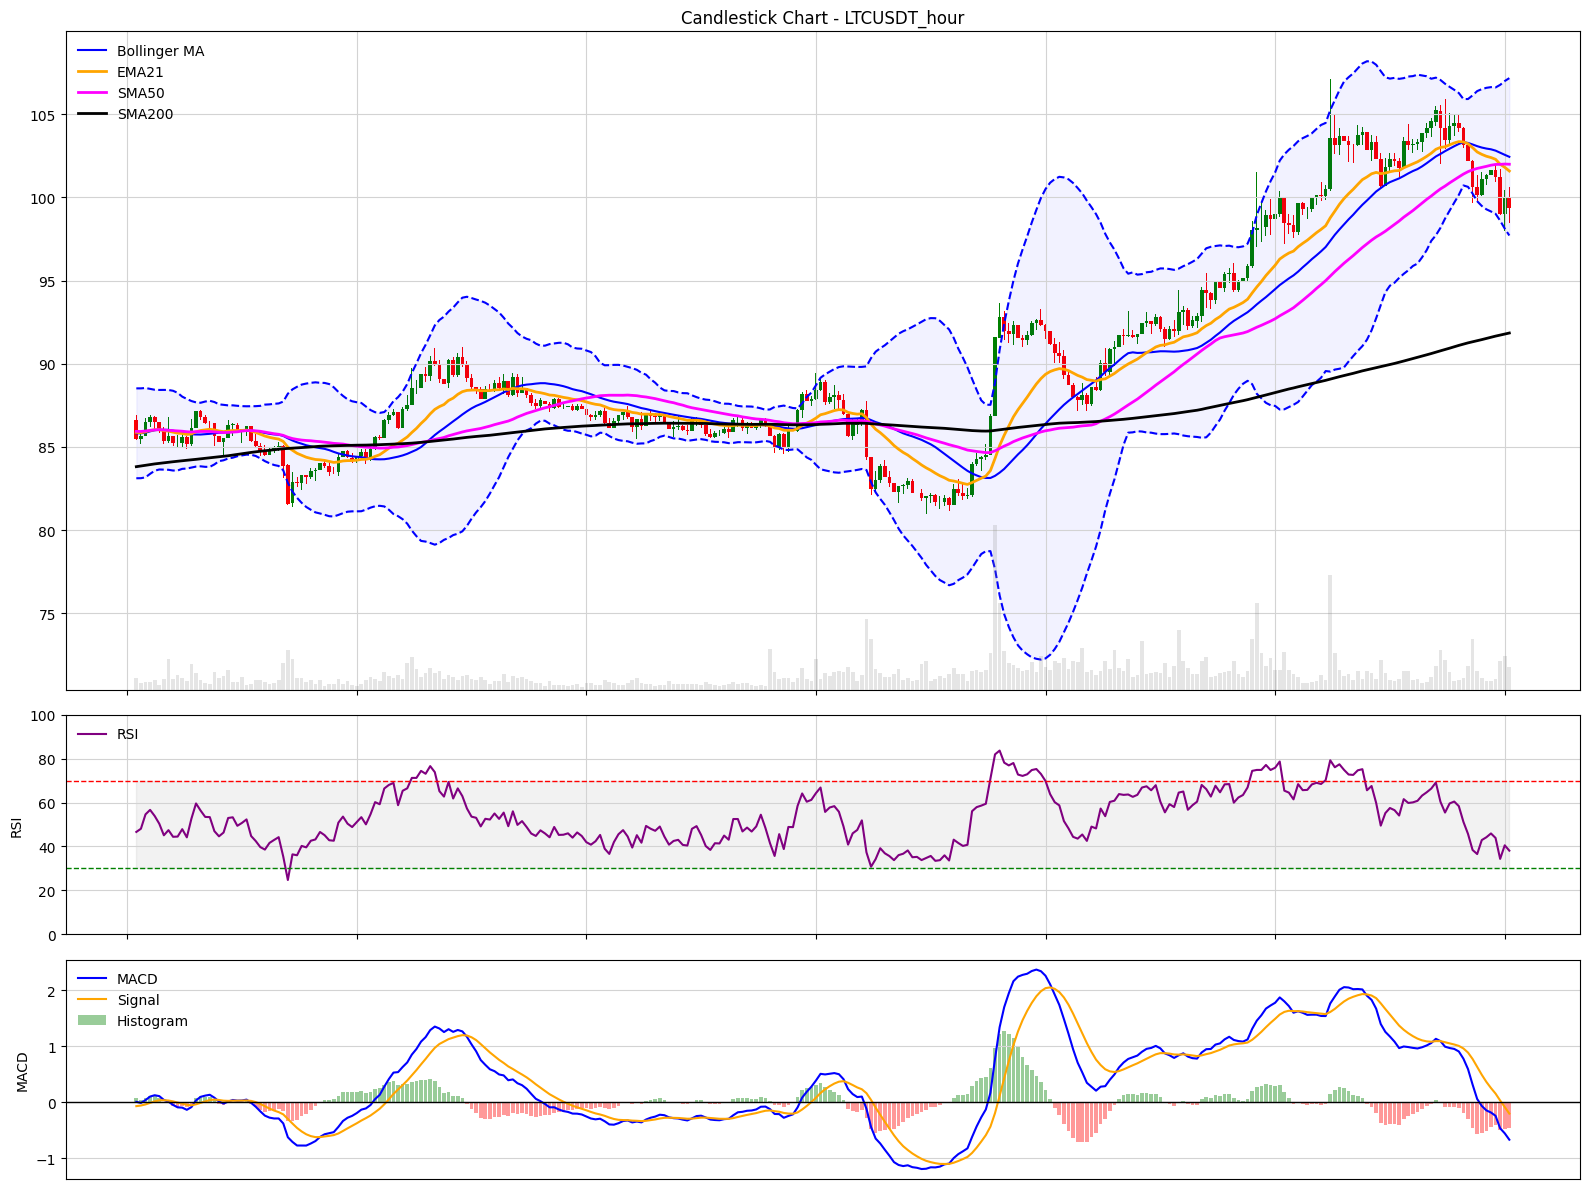 Candlestick Chart - LTCUSDT_hour
Bollinger MA
EMA21
SMA50
SMA200
105
100
95
90
85
80
75
RSI
100
80
60
40
20
0
RSI
MACD
Signal
Histogram
2
1
0
−1
MACD